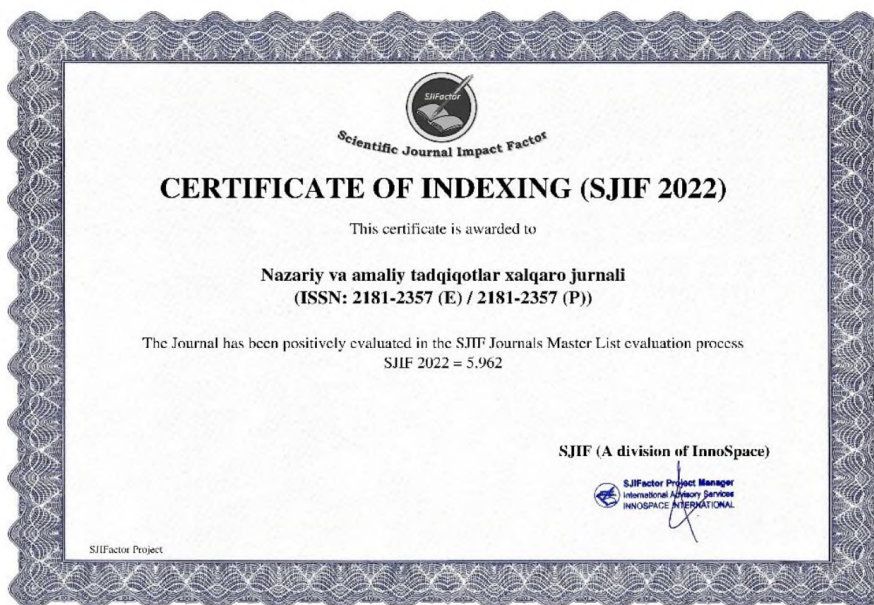 SJIFactor
Scientific Journal Impact Factor
CERTIFICATE OF INDEXING (SJIF 2022)
This certificate is awarded to
Nazariy va amaliy tadqiqotlar xalqaro jurnali
(ISSN: 2181-2357 (E) / 2181-2357 (P))
The Journal has been positively evaluated in the SJIF Journals Master List evaluation process
SJIF 2022 = 5.962
SJIF (A division of InnoSpace)
SJIFactor Project Manager
International Advisory Services
INNOSPACE INTERNATIONAL
SJIFactor Project